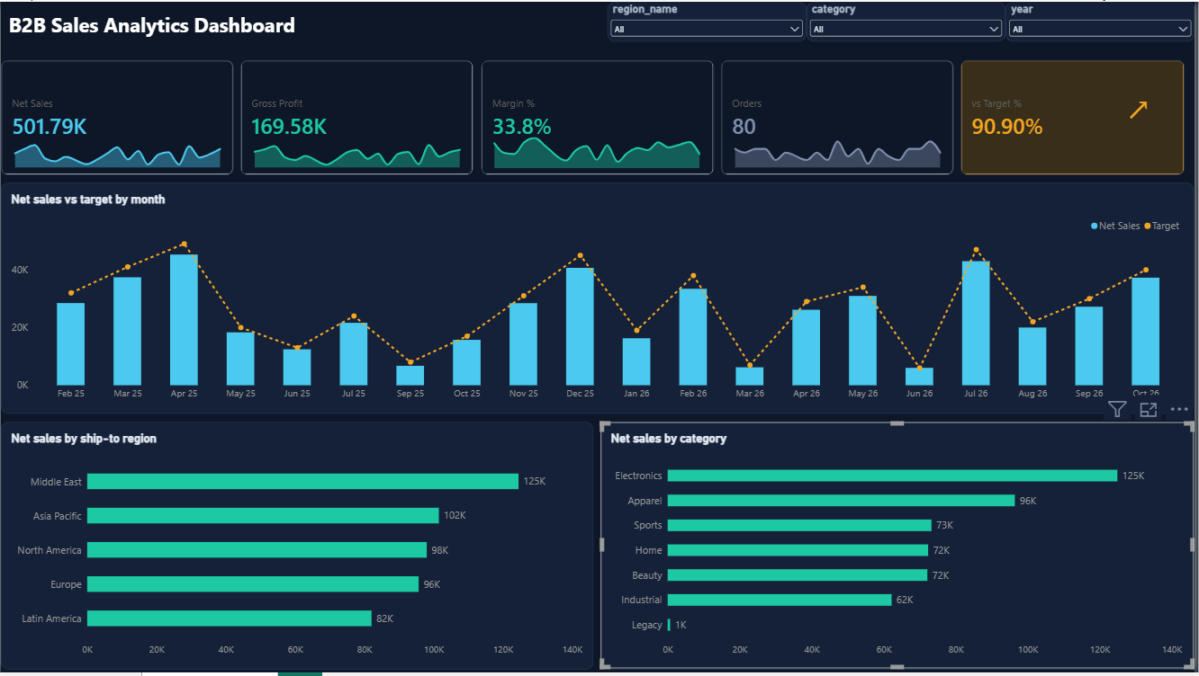 B2B Sales Analytics Dashboard
region_name category year
All All All
Net Sales Gross Profit Margin % Orders vs Target %
501.79K 169.58K 33.8% 80 90.90%
Net sales vs target by month
Net Sales Target
40K
20K
0K
Feb 25 Mar 25 Apr 25 May 25 Jun 25 Jul 25 Sep 25 Oct 25 Nov 25 Dec 25 Jan 26 Feb 26 Mar 26 Apr 26 May 26 Jun 26 Jul 26 Aug 26 Sep 26 Oct 26
Net sales by ship-to region
Middle East 125K
Asia Pacific 102K
North America 98K
Europe 96K
Latin America 82K
0K 20K 40K 60K 80K 100K 120K 140K
Net sales by category
Electronics 125K
Apparel 96K
Sports 73K
Home 72K
Beauty 72K
Industrial 62K
Legacy 1K
0K 20K 40K 60K 80K 100K 120K 140K